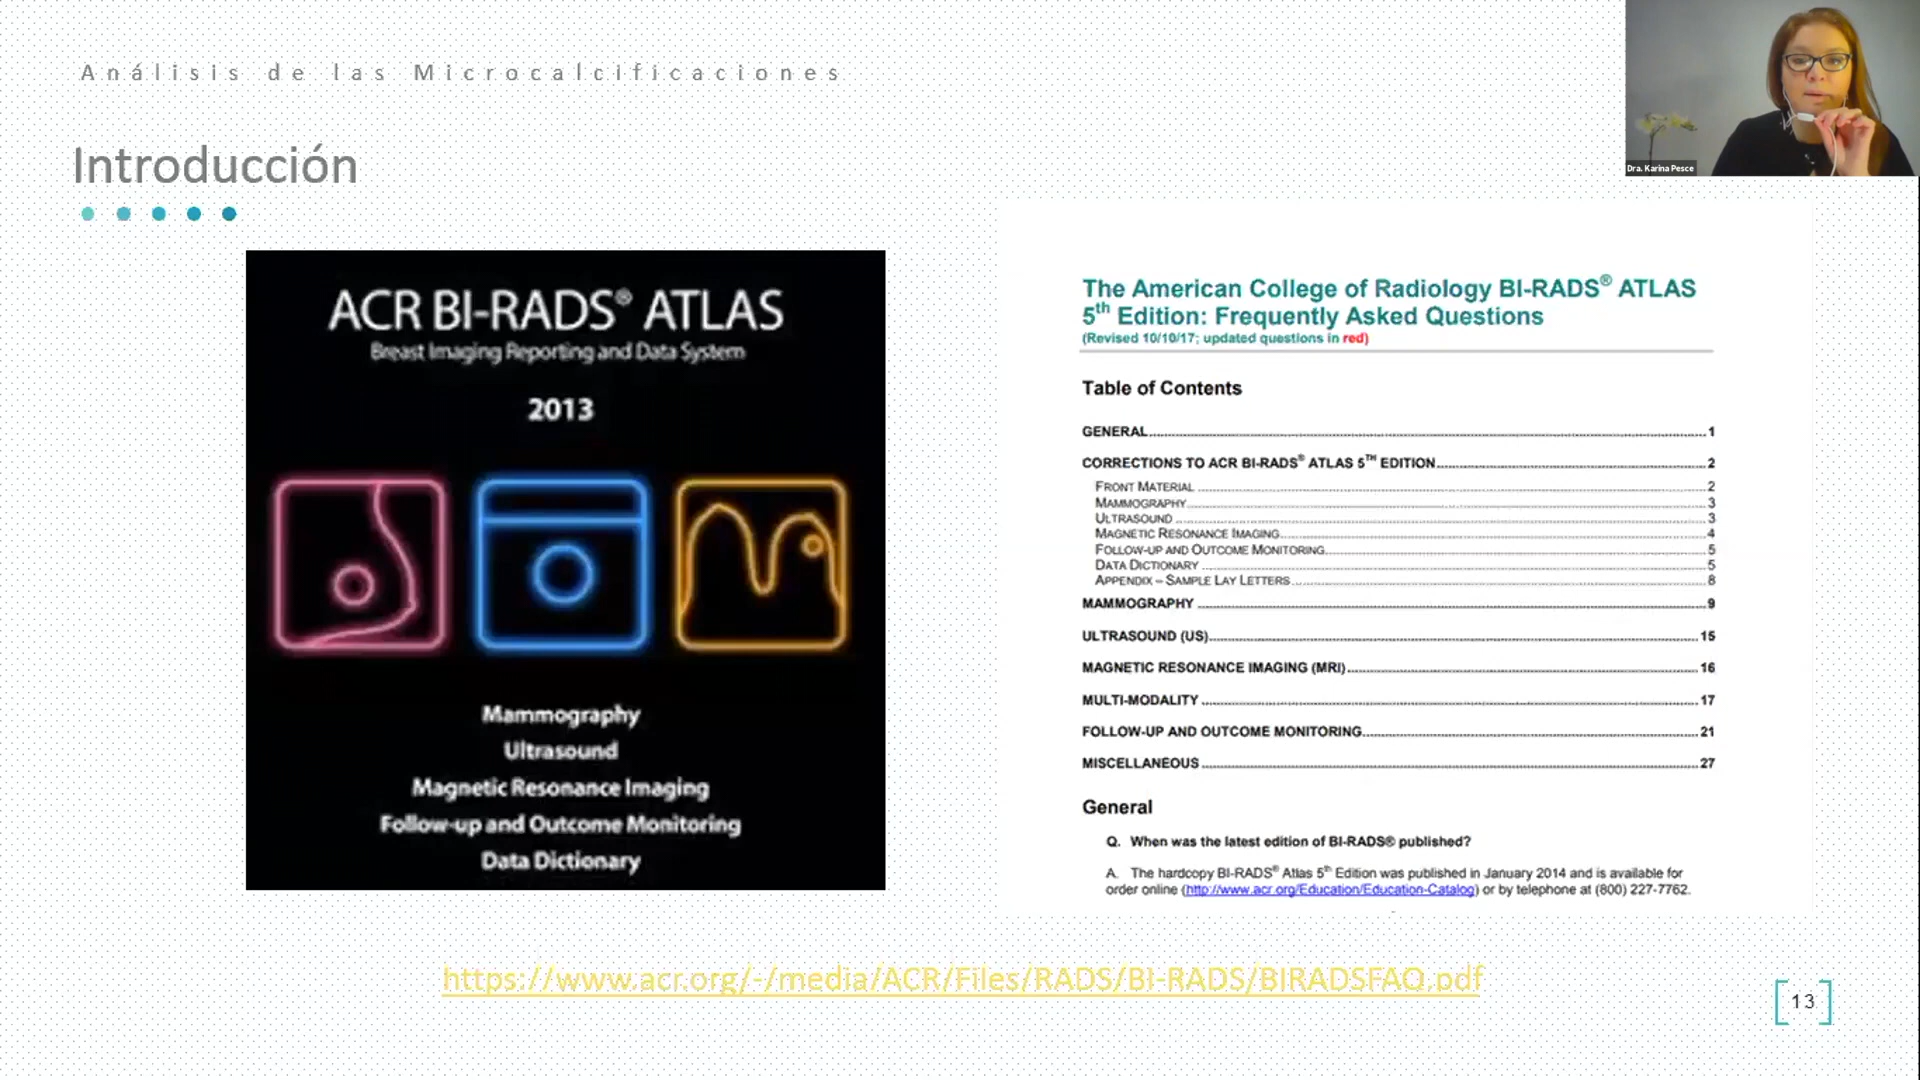 Análisis de las Microcalcificaciones
Introducción
Dra. Karina Pesce
ACR BI-RADS® ATLAS
Breast Imaging Reporting and Data System
2013
Mammography
Ultrasound
Magnetic Resonance Imaging
Follow-up and Outcome Monitoring
Data Dictionary
The American College of Radiology BI-RADS® ATLAS
5th Edition: Frequently Asked Questions
(Revised 10/10/17; updated questions in red)
Table of Contents
GENERAL 1
CORRECTIONS TO ACR BI-RADS® ATLAS 5TH EDITION 2
FRONT MATERIAL 2
MAMMOGRAPHY 3
ULTRASOUND 3
MAGNETIC RESONANCE IMAGING 4
FOLLOW-UP AND OUTCOME MONITORING 5
DATA DICTIONARY 5
APPENDIX – SAMPLE LAY LETTERS 8
MAMMOGRAPHY 9
ULTRASOUND (US) 15
MAGNETIC RESONANCE IMAGING (MRI) 16
MULTI-MODALITY 17
FOLLOW-UP AND OUTCOME MONITORING 21
MISCELLANEOUS 27
General
Q. When was the latest edition of BI-RADS® published?
A. The hardcopy BI-RADS® Atlas 5th Edition was published in January 2014 and is available for
order online (http://www.acr.org/Education/Education-Catalog) or by telephone at (800) 227-7762.
https://www.acr.org/-/media/ACR/Files/RADS/BI-RADS/BIRADSFAQ.pdf
13